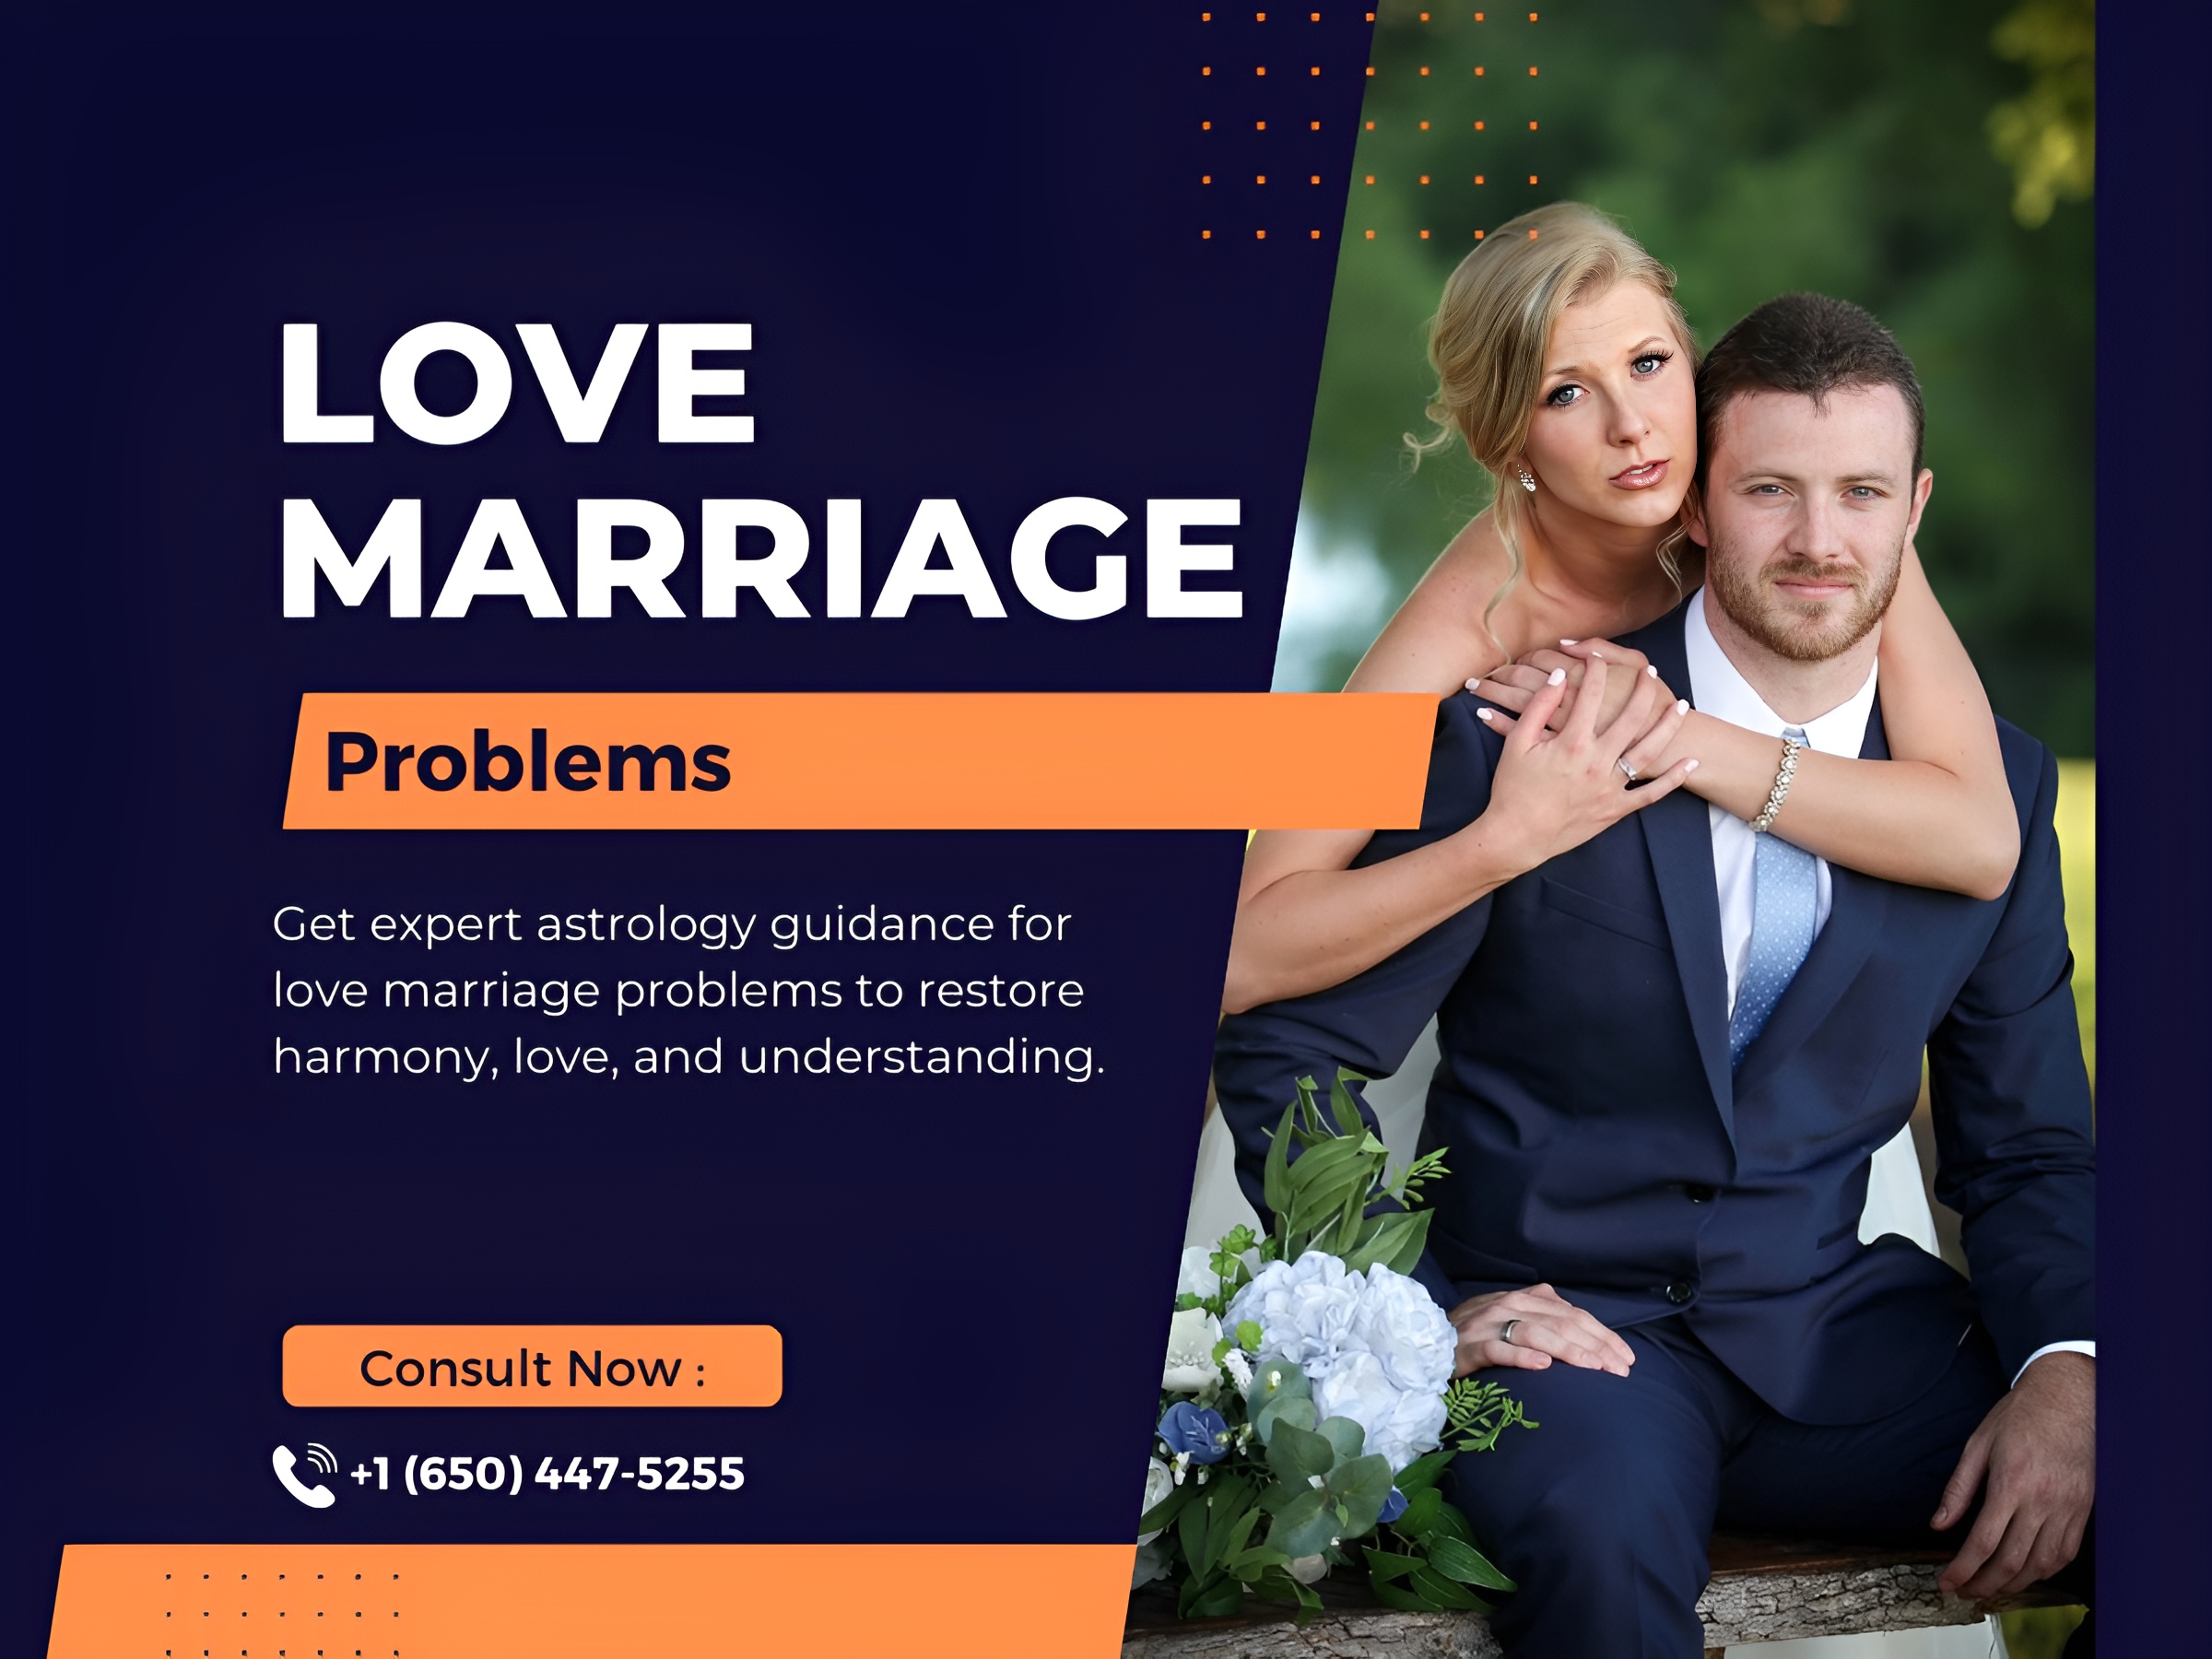 LOVE
MARRIAGE
Problems
Get expert astrology guidance for
love marriage problems to restore
harmony, love, and understanding.
Consult Now :
+1 (650) 447-5255